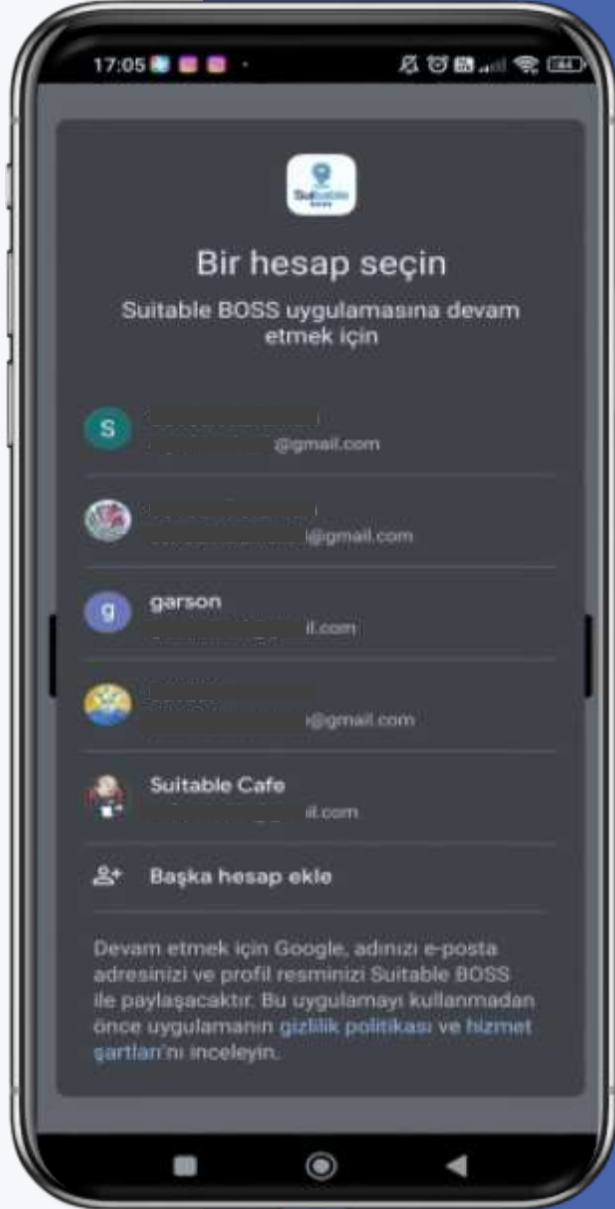 17:05
Suitable
BOSS
Bir hesap seçin
Suitable BOSS uygulamasına devam
etmek için
S
@gmail.com
@gmail.com
g
garson
il.com
@gmail.com
Suitable Cafe
il.com
Başka hesap ekle
Devam etmek için Google, adınızı e-posta
adresinizi ve profil resminizi Suitable BOSS
ile paylaşacaktır. Bu uygulamayı kullanmadan
önce uygulamanın gizlilik politikası ve hizmet
şartları'nı inceleyin.